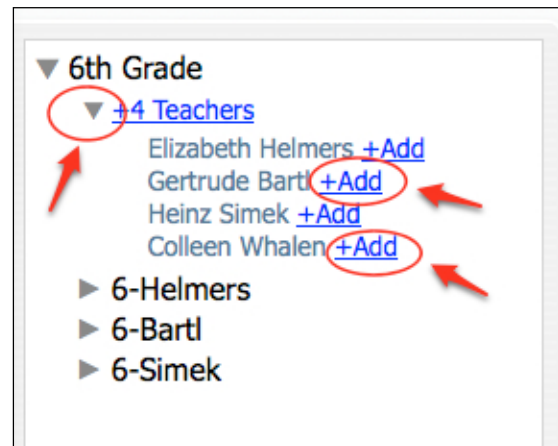 6th Grade
+4 Teachers
Elizabeth Helmers +Add
Gertrude Bartl +Add
Heinz Simek +Add
Colleen Whalen +Add
6-Helmers
6-Bartl
6-Simek